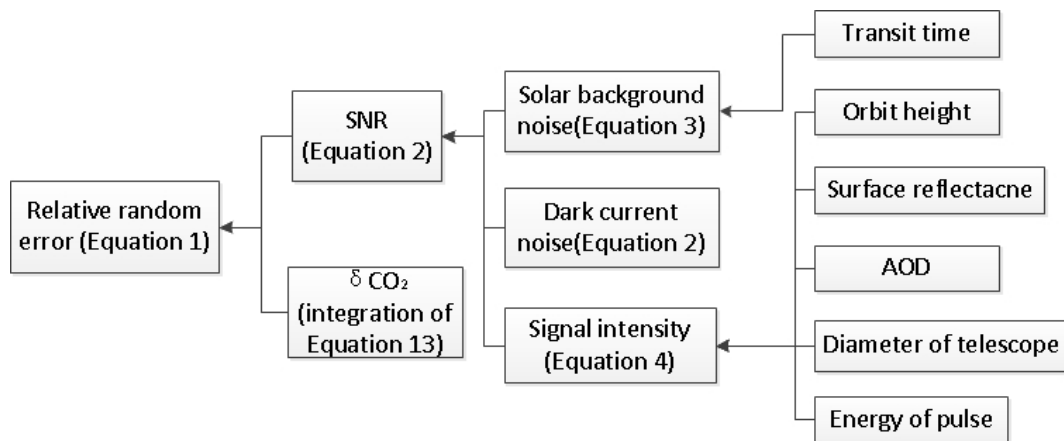 Transit time
Solar background
noise(Equation 3)
Orbit height
SNR
(Equation 2)
Surface reflectacne
Relative random
error (Equation 1)
Dark current
noise(Equation 2)
AOD
δ CO₂
(integration of
Equation 13)
Signal intensity
(Equation 4)
Diameter of telescope
Energy of pulse